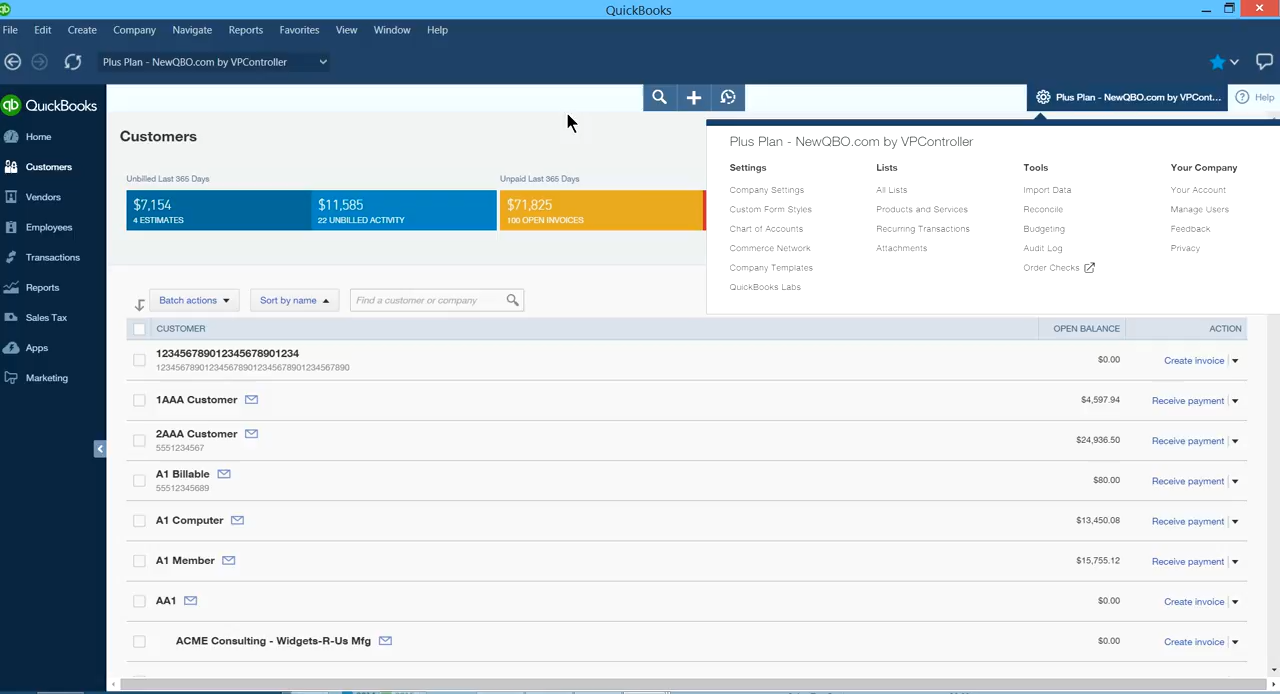 QuickBooks
File Edit Create Company Navigate Reports Favorites View Window Help
Plus Plan - NewQBO.com by VPController
qb QuickBooks
Plus Plan - NewQBO.com by VPCont...
? Help
Home
Customers
Vendors
Employees
Transactions
Reports
Sales Tax
Apps
Marketing
Customers
Unbilled Last 365 Days
$7,154
4 ESTIMATES
$11,585
22 UNBILLED ACTIVITY
Unpaid Last 365 Days
$71,825
100 OPEN INVOICES
Plus Plan - NewQBO.com by VPController
Settings
Company Settings
Custom Form Styles
Chart of Accounts
Commerce Network
Company Templates
QuickBooks Labs
Lists
All Lists
Products and Services
Recurring Transactions
Attachments
Tools
Import Data
Reconcile
Budgeting
Audit Log
Order Checks
Your Company
Your Account
Manage Users
Feedback
Privacy
Batch actions
Sort by name
Find a customer or company
CUSTOMER OPEN BALANCE ACTION
123456789012345678901234 $0.00 Create invoice
1234567890123456789012345678901234567890
1AAA Customer $4,597.94 Receive payment
2AAA Customer $24,936.50 Receive payment
5551234567
A1 Billable $80.00 Receive payment
55512345689
A1 Computer $13,450.08 Receive payment
A1 Member $15,755.12 Receive payment
AA1 $0.00 Create invoice
ACME Consulting - Widgets-R-Us Mfg $0.00 Create invoice